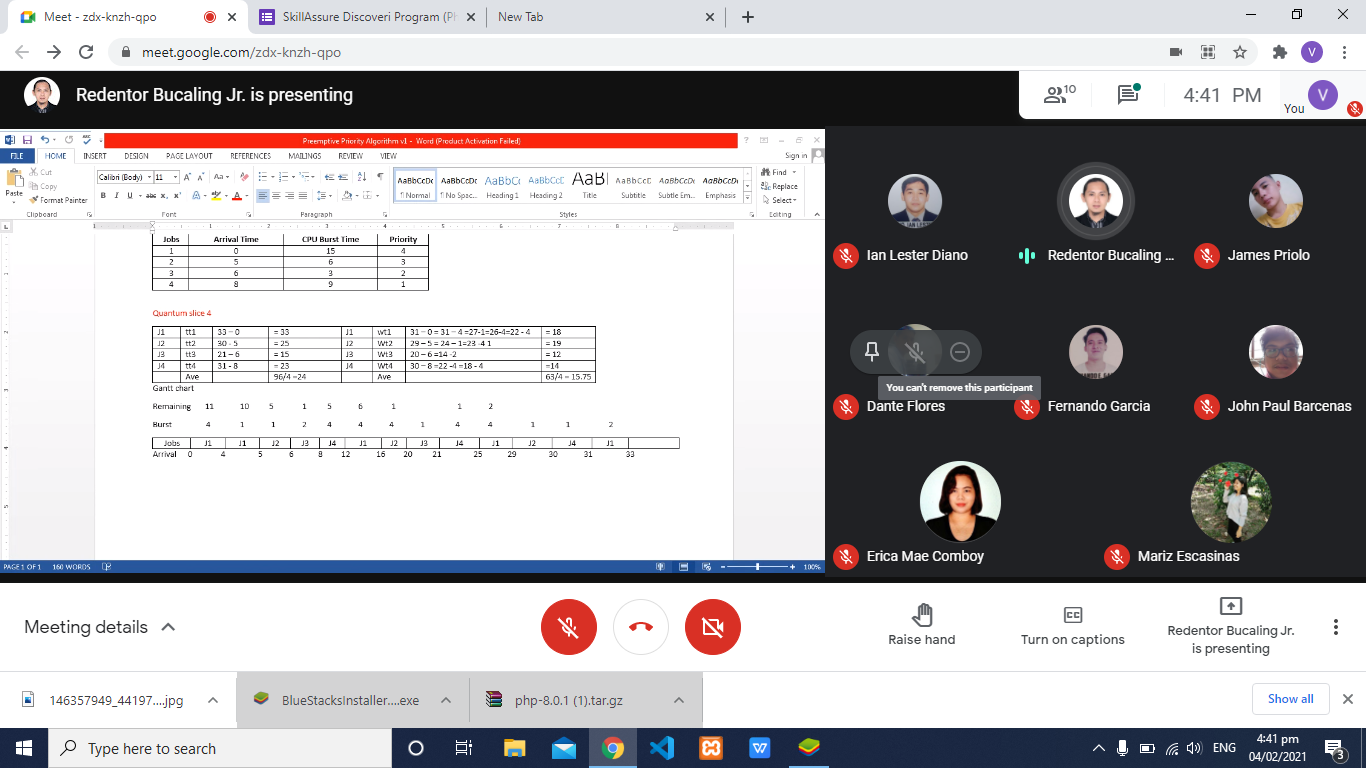 Meet - zdx-knzh-qpo
SkillAssure Discoveri Program (Ph
New Tab
meet.google.com/zdx-knzh-qpo
V
Redentor Bucaling Jr. is presenting
10
4:41 PM
You
V
Preemptive Priority Algorithm v1 - Word (Product Activation Failed)
FILE HOME INSERT DESIGN PAGE LAYOUT REFERENCES MAILINGS REVIEW VIEW Sign in
Paste
Cut
Copy
Format Painter
Calibri (Body) 11
AaBbCcDc AaBbCcDc AaBbC AaBbCcD AaB AaBbCcD AaBbCcDc AaBbCcDc
¶ Normal ¶ No Spac... Heading 1 Heading 2 Title Subtitle Subtle Em... Emphasis
Find
Replace
Select
Clipboard Font Paragraph Styles Editing
Jobs Arrival Time CPU Burst Time Priority
1 0 15 4
2 5 6 3
3 6 3 2
4 8 9 1
Quantum slice 4
J1 tt1 33 – 0 = 33 J1 wt1 31 – 0 = 31 – 4 =27-1=26-4=22 - 4 = 18
J2 tt2 30 - 5 = 25 J2 Wt2 29 – 5 = 24 – 1=23 -4 1 = 19
J3 tt3 21 – 6 = 15 J3 Wt3 20 – 6 =14 -2 = 12
J4 tt4 31 - 8 = 23 J4 Wt4 30 – 8 =22 -4 =18 - 4 =14
Ave 96/4 =24 Ave 63/4 = 15.75
Gantt chart
Remaining 11 10 5 1 5 6 1 1 2
Burst 4 1 1 2 4 4 4 1 4 4 1 1 2
Jobs J1 J1 J2 J3 J4 J1 J2 J3 J4 J1 J2 J4 J1
Arrival 0 4 5 6 8 12 16 20 21 25 29 30 31 33
PAGE 1 OF 1 160 WORDS 100%
Ian Lester Diano
Redentor Bucaling ...
James Priolo
You can't remove this participant
Dante Flores
Fernando Garcia
John Paul Barcenas
Erica Mae Comboy
Mariz Escasinas
Meeting details
Raise hand
Turn on captions
Redentor Bucaling Jr.
is presenting
146357949_44197....jpg
BlueStacksInstaller....exe
php-8.0.1 (1).tar.gz
Show all
Type here to search
ENG
4:41 pm
04/02/2021
3